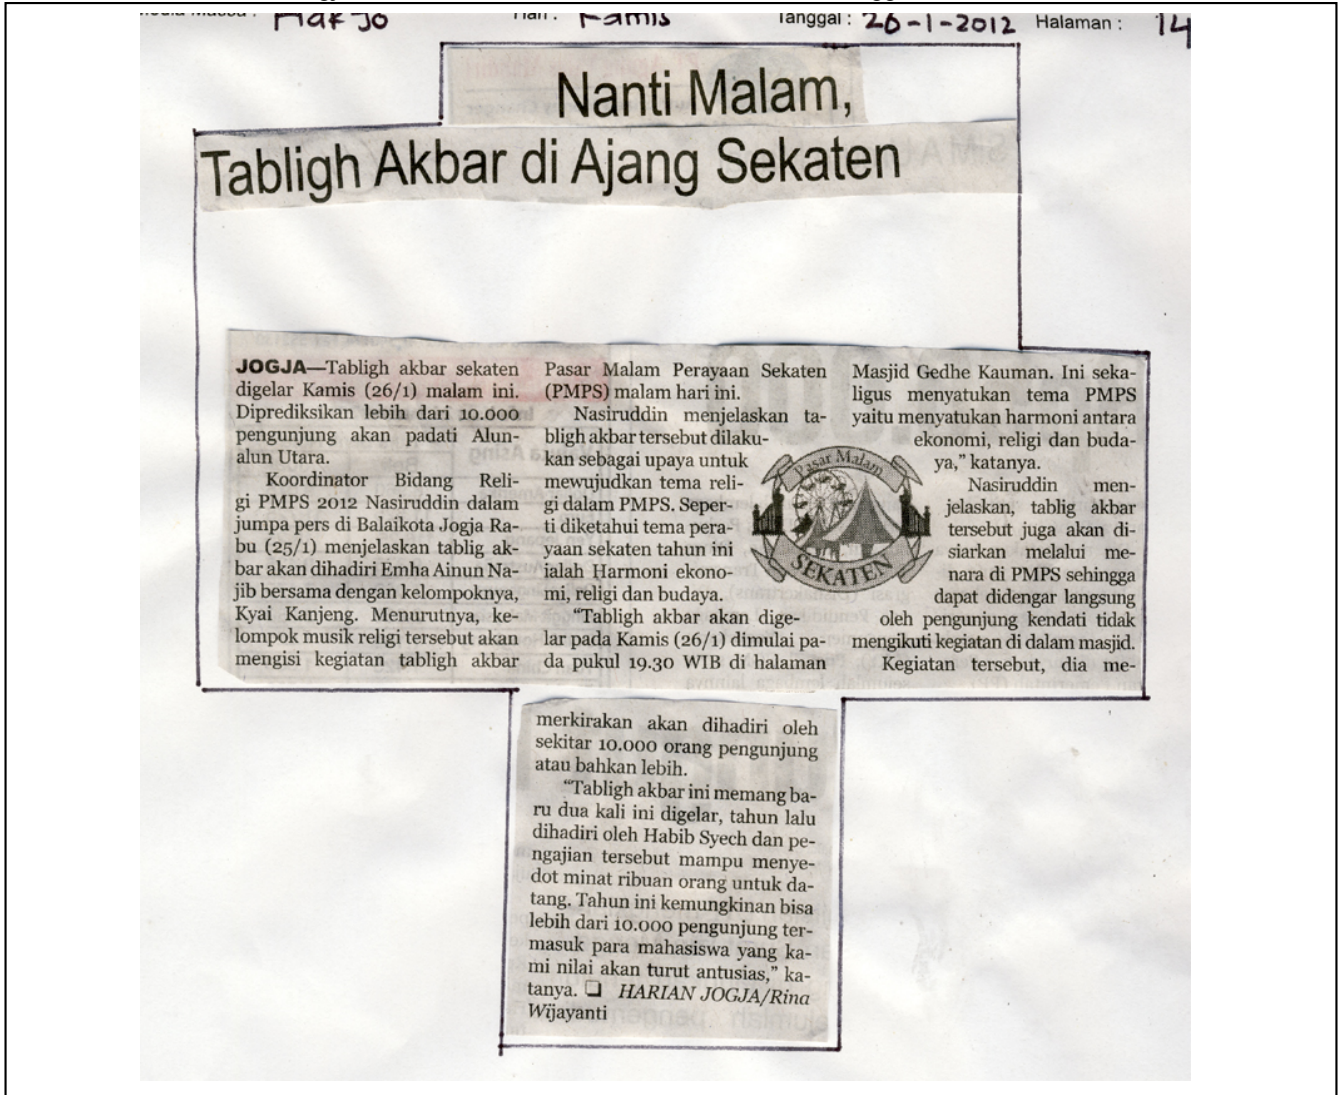 Media Massa : HarJo Hari : Kamis Tanggal : 26-1-2012 Halaman : 14
Nanti Malam,
Tabligh Akbar di Ajang Sekaten
JOGJA—Tabligh akbar sekaten
digelar Kamis (26/1) malam ini.
Diprediksikan lebih dari 10.000
pengunjung akan padati Alun-
alun Utara.
Koordinator Bidang Reli-
gi PMPS 2012 Nasiruddin dalam
jumpa pers di Balaikota Jogja Ra-
bu (25/1) menjelaskan tablig ak-
bar akan dihadiri Emha Ainun Na-
jib bersama dengan kelompoknya,
Kyai Kanjeng. Menurutnya, ke-
lompok musik religi tersebut akan
mengisi kegiatan tabligh akbar
Pasar Malam Perayaan Sekaten
(PMPS) malam hari ini.
Nasiruddin menjelaskan ta-
bligh akbar tersebut dilaku-
kan sebagai upaya untuk
mewujudkan tema reli-
gi dalam PMPS. Seper-
ti diketahui tema pera-
yaan sekaten tahun ini
ialah Harmoni ekono-
mi, religi dan budaya.
“Tabligh akbar akan dige-
lar pada Kamis (26/1) dimulai pa-
da pukul 19.30 WIB di halaman
Pasar Malam
SEKATEN
Masjid Gedhe Kauman. Ini seka-
ligus menyatukan tema PMPS
yaitu menyatukan harmoni antara
ekonomi, religi dan buda-
ya,” katanya.
Nasiruddin men-
jelaskan, tablig akbar
tersebut juga akan di-
siarkan melalui me-
nara di PMPS sehingga
dapat didengar langsung
oleh pengunjung kendati tidak
mengikuti kegiatan di dalam masjid.
Kegiatan tersebut, dia me-
merkirakan akan dihadiri oleh
sekitar 10.000 orang pengunjung
atau bahkan lebih.
“Tabligh akbar ini memang ba-
ru dua kali ini digelar, tahun lalu
dihadiri oleh Habib Syech dan pe-
ngajian tersebut mampu menye-
dot minat ribuan orang untuk da-
tang. Tahun ini kemungkinan bisa
lebih dari 10.000 pengunjung ter-
masuk para mahasiswa yang ka-
mi nilai akan turut antusias,” ka-
tanya. ❑ HARIAN JOGJA/Rina
Wijayanti